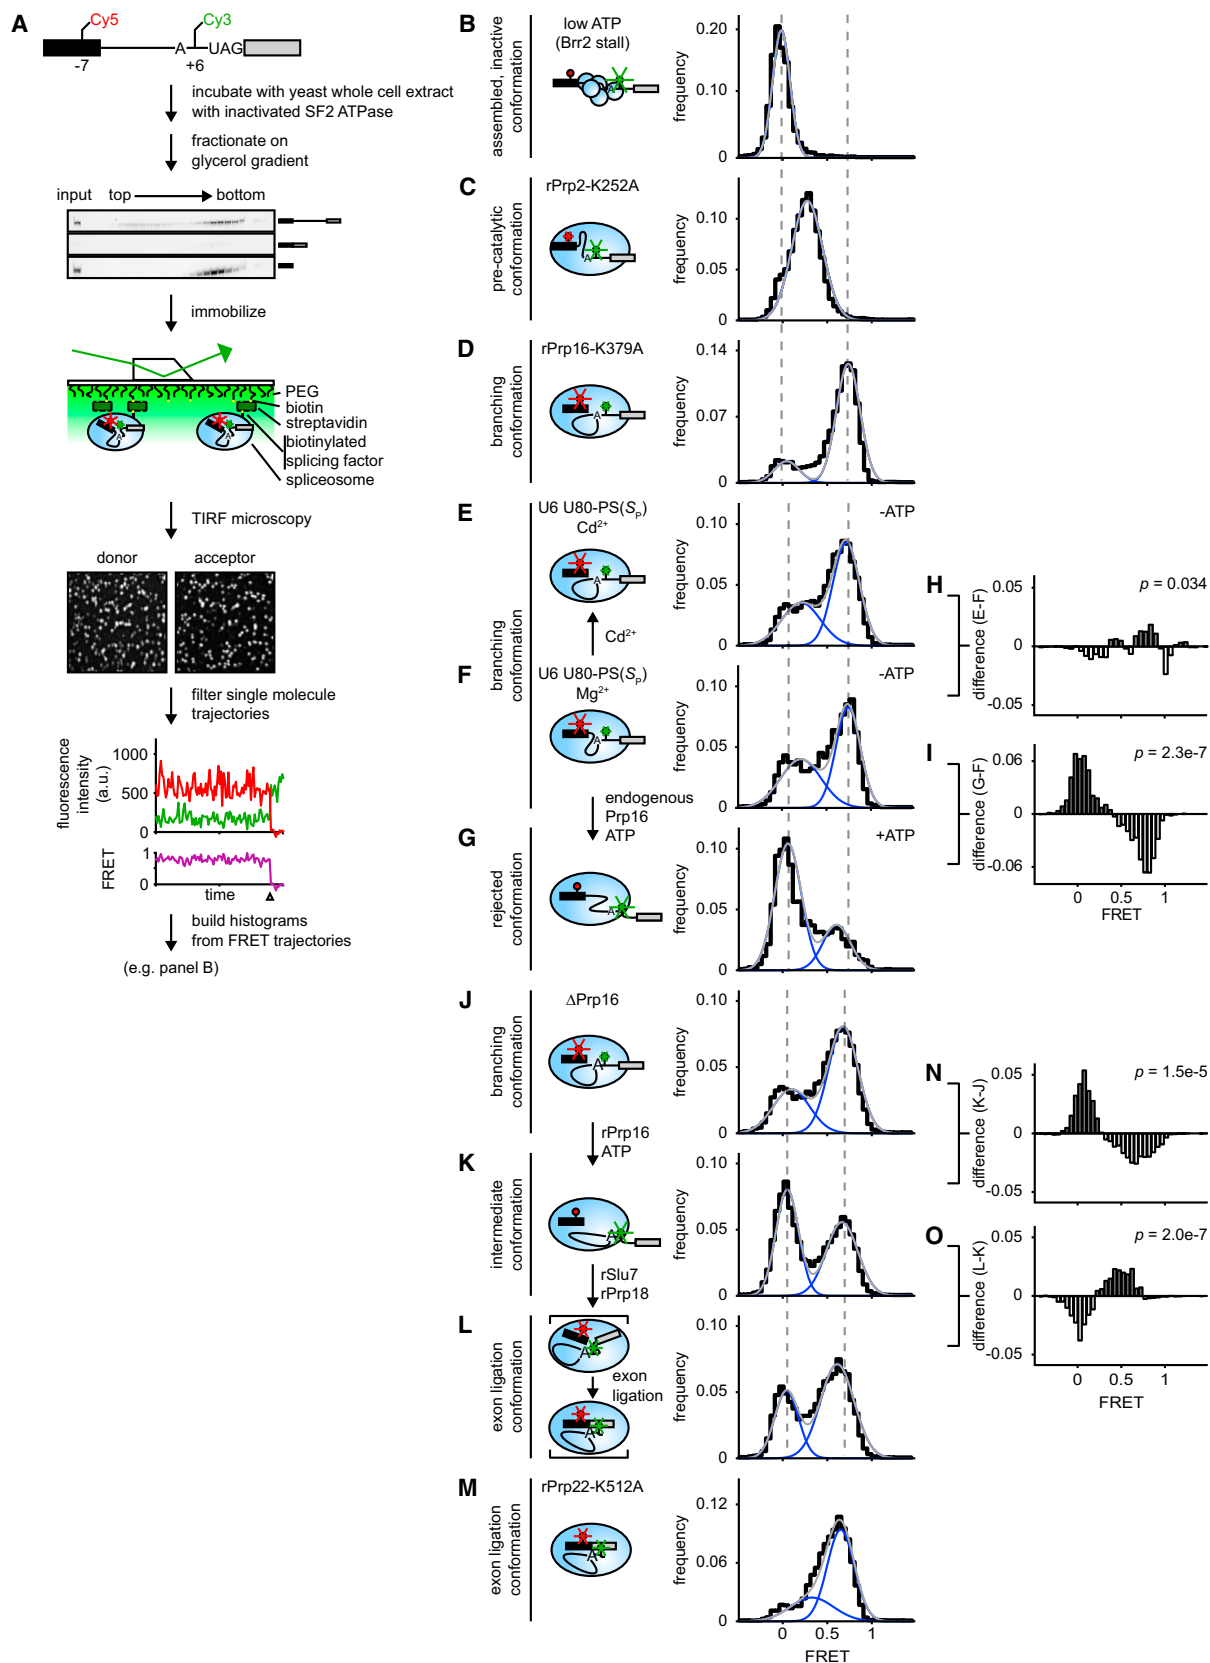 A
Cy5
Cy3
A
UAG
-7
+6
incubate with yeast whole cell extract
with inactivated SF2 ATPase
fractionate on
glycerol gradient
input
top
bottom
immobilize
PEG
biotin
streptavidin
biotinylated
splicing factor
spliceosome
A
A
TIRF microscopy
donor
acceptor
filter single molecule
trajectories
fluorescence
intensity
(a.u.)
1000
500
0
FRET
1
0
time
build histograms
from FRET trajectories
(e.g. panel B)
B
assembled, inactive
conformation
low ATP
(Brr2 stall)
A
frequency
0.20
0.10
0
C
pre-catalytic
conformation
rPrp2-K252A
A
frequency
0.10
0.05
0
D
branching
conformation
rPrp16-K379A
A
frequency
0.14
0.07
0
E
branching
conformation
U6 U80-PS(SP)
Cd2+
A
Cd2+
frequency
0.10
0.05
0
-ATP
F
U6 U80-PS(SP)
Mg2+
A
endogenous
Prp16
ATP
frequency
0.10
0.05
0
-ATP
G
rejected
conformation
A
frequency
0.10
0.05
0
+ATP
H
difference (E-F)
0.05
0
-0.05
p = 0.034
I
difference (G-F)
0.06
0
-0.06
p = 2.3e-7
0
0.5
1
FRET
J
branching
conformation
ΔPrp16
A
rPrp16
ATP
frequency
0.10
0.05
0
K
intermediate
conformation
A
rSlu7
rPrp18
frequency
0.10
0.05
0
L
exon ligation
conformation
A
exon
ligation
A
frequency
0.10
0.05
0
M
exon ligation
conformation
rPrp22-K512A
A
frequency
0.12
0.06
0
0
0.5
1
FRET
N
difference (K-J)
0.05
0
-0.05
p = 1.5e-5
O
difference (L-K)
0.05
0
-0.05
p = 2.0e-7
0
0.5
1
FRET